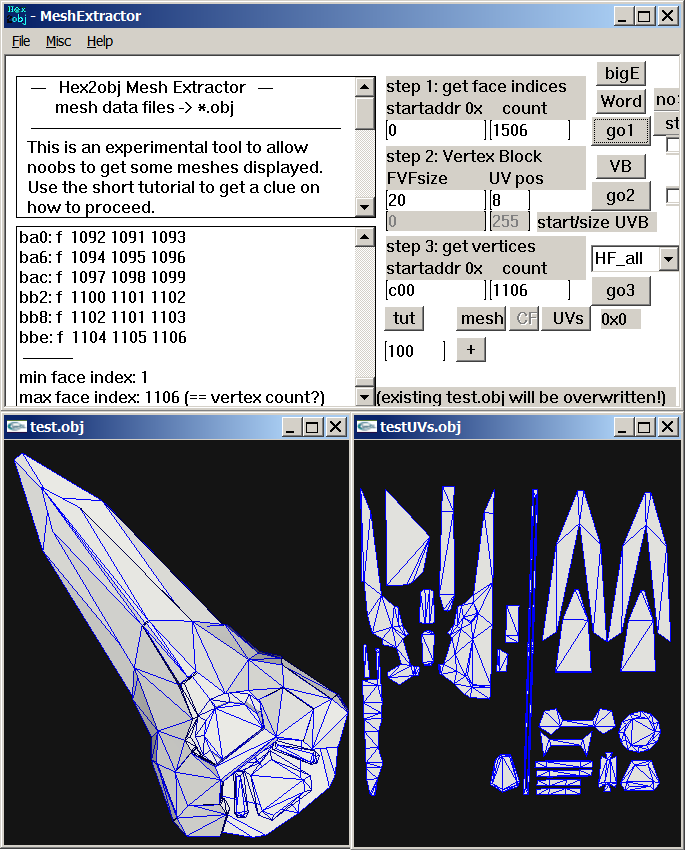 Hex
obj - MeshExtractor
File Misc Help
— Hex2obj Mesh Extractor —
mesh data files -> *.obj
This is an experimental tool to allow
noobs to get some meshes displayed.
Use the short tutorial to get a clue on
how to proceed.
ba0: f 1092 1091 1093
ba6: f 1094 1095 1096
bac: f 1097 1098 1099
bb2: f 1100 1101 1102
bb8: f 1102 1101 1103
bbe: f 1104 1105 1106
min face index: 1
max face index: 1106 (== vertex count?)
step 1: get face indices
startaddr 0x count
0 1506
bigE
Word
go1
no
st
step 2: Vertex Block
FVFsize UV pos
20 8
0 255 start/size UVB
VB
go2
step 3: get vertices
startaddr 0x count
c00 1106
HF_all
go3
tut mesh CF UVs 0x0
100 +
(existing test.obj will be overwritten!)
test.obj
testUVs.obj